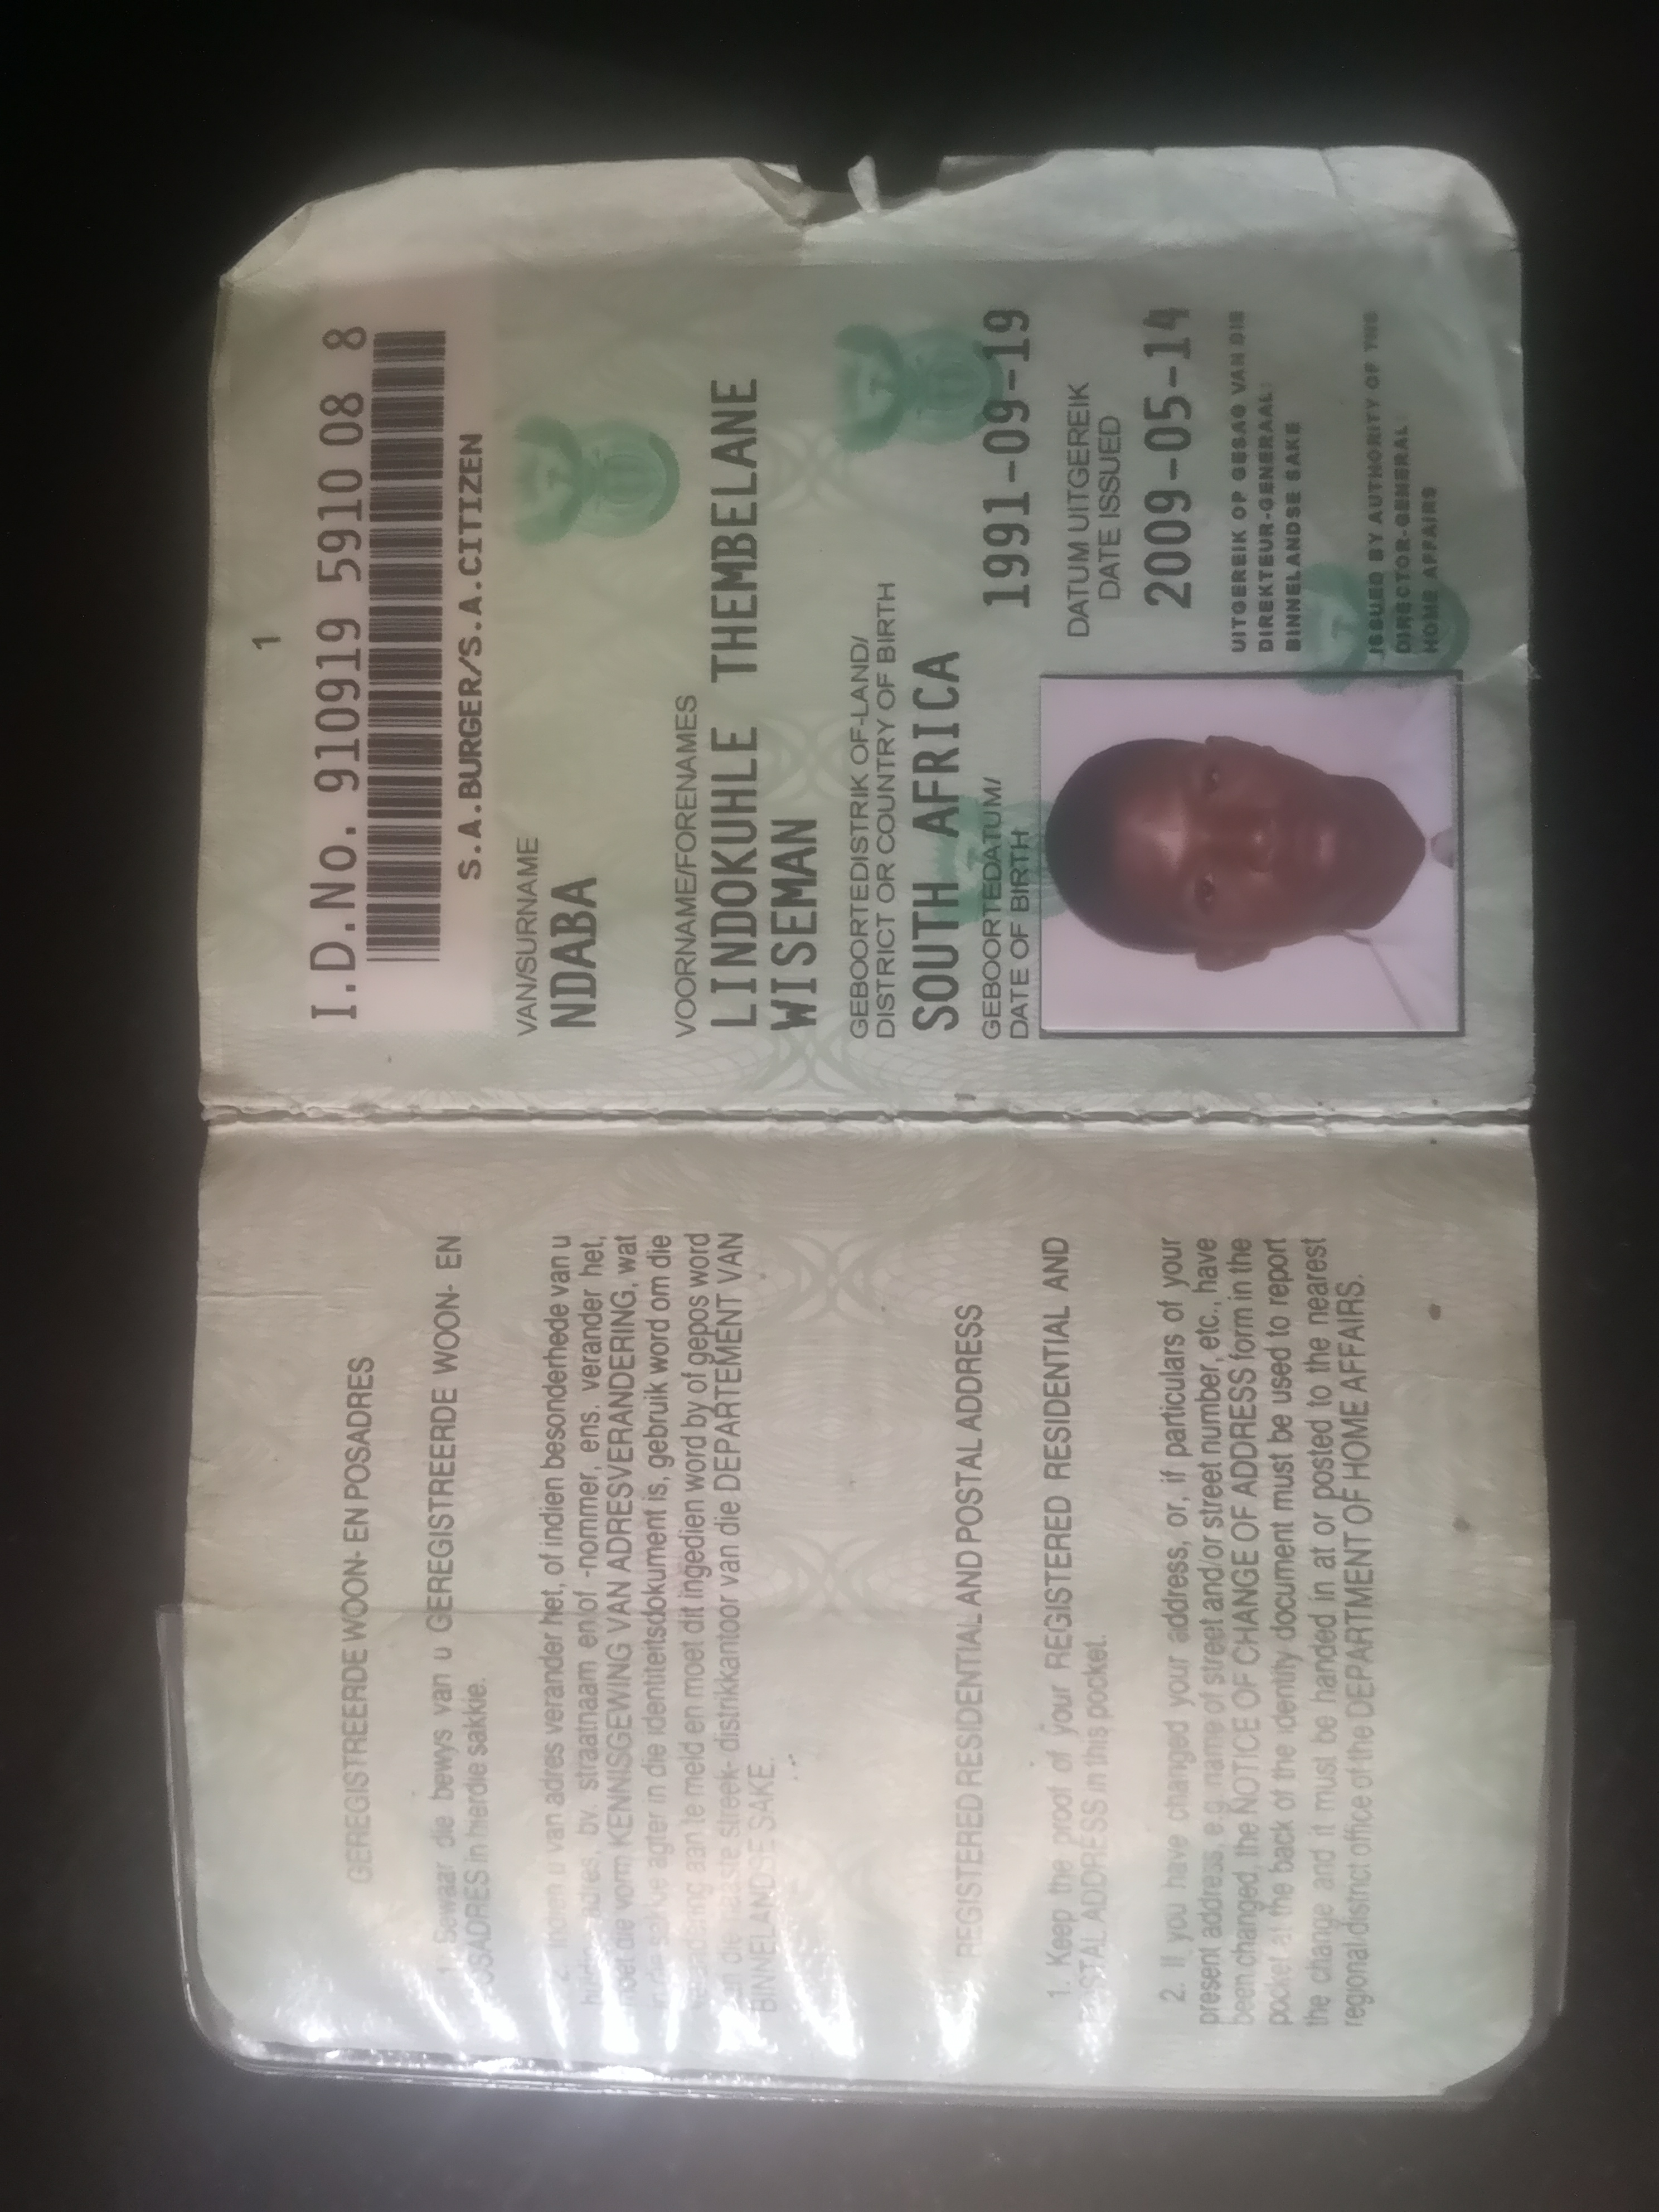 GEREGISTREERDE WOON- EN POSADRES
1. Bewaar die bewys van u GEREGISTREERDE WOON- EN
POSADRES in hierdie sakkie.
2. Indien u van adres verander het, of indien besonderhede van u
adres, bv. straatnaam en of -nommer, ens. verander het,
moet die vorm KENNISGEWING VAN ADRESVERANDERING, wat
agter in die identiteitsdokument is, gebruik word om die
aan te meld en moet dit ingedien word by of gepos word
die naaste streek- distrikkantoor van die DEPARTEMENT VAN
BINNELANDSE SAKE.
REGISTERED RESIDENTIAL AND POSTAL ADDRESS
1. Keep the proof of your REGISTERED RESIDENTIAL AND
POSTAL ADDRESS in this pocket.
2. If you have changed your address, or, if particulars of your
present address, e.g. name of street and/or street number, etc., have
been changed, the NOTICE OF CHANGE OF ADDRESS form in the
pocket at the back of the identity document must be used to report
the change and it must be handed in at or posted to the nearest
regional/district office of the DEPARTMENT OF HOME AFFAIRS.
1
I.D.No. 910919 5910 08 8
S.A.BURGER/S.A.CITIZEN
VAN/SURNAME
NDABA
VOORNAME/FORENAMES
LINDOKUHLE THEMBELANE
WISEMAN
GEBOORTEDISTRIK OF-LAND/
DISTRICT OR COUNTRY OF BIRTH
SOUTH AFRICA
GEBOORTEDATUM/
DATE OF BIRTH
1991-09-19
DATUM UITGEREIK
DATE ISSUED
2009-05-14
UITGEREIK OP GESAG VAN DIE
DIREKTEUR-GENERAAL:
BINNELANDSE SAKE
ISSUED BY AUTHORITY OF THE
DIRECTOR-GENERAL:
HOME AFFAIRS